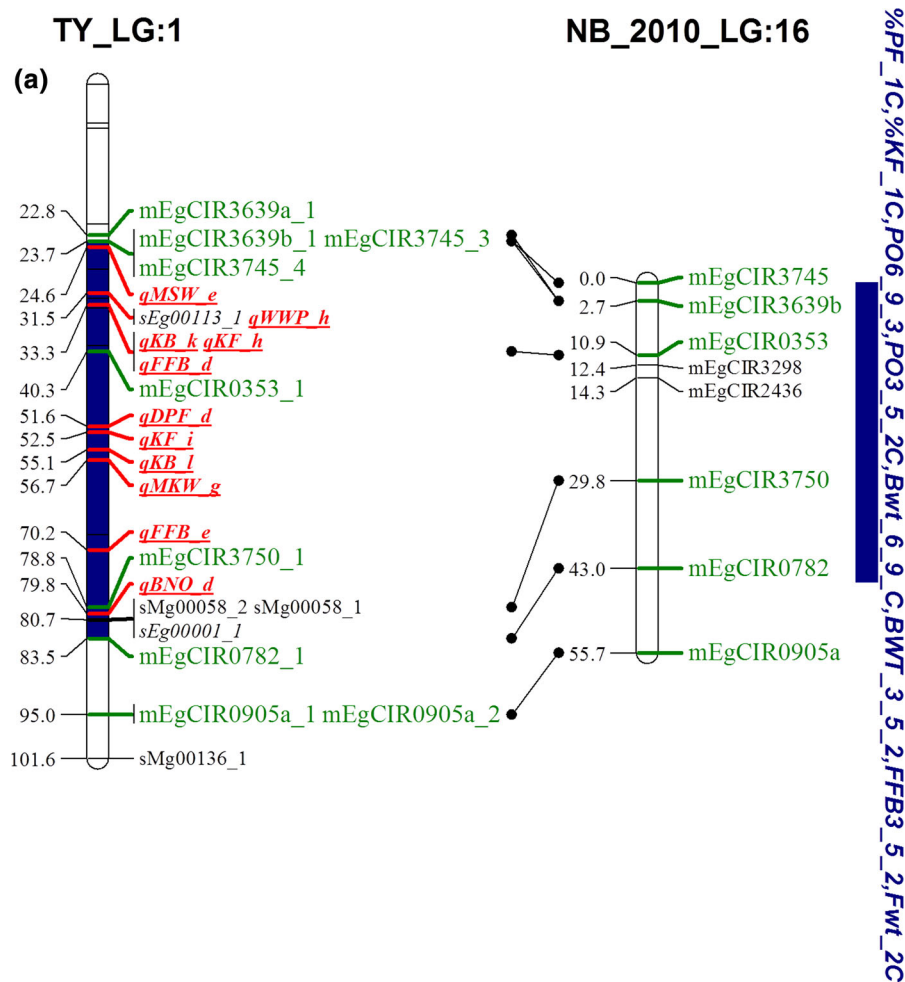 TY_LG:1
NB_2010_LG:16
(a)
22.8 mEgCIR3639a_1
23.7 mEgCIR3639b_1 mEgCIR3745_3
mEgCIR3745_4
24.6 qMSW_e
31.5 sEg00113_1 qWWP_h
33.3 qKB_k qKF_h
qFFB_d
40.3 mEgCIR0353_1
51.6 qDPF_d
52.5 qKF_i
55.1 qKB_l
56.7 qMKW_g
70.2 qFFB_e
78.8 mEgCIR3750_1
79.8 qBNO_d
80.7 sMg00058_2 sMg00058_1
sEg00001_1
83.5 mEgCIR0782_1
95.0 mEgCIR0905a_1 mEgCIR0905a_2
101.6 sMg00136_1
0.0 mEgCIR3745
2.7 mEgCIR3639b
10.9 mEgCIR0353
12.4 mEgCIR3298
14.3 mEgCIR2436
29.8 mEgCIR3750
43.0 mEgCIR0782
55.7 mEgCIR0905a
%PF_1C,%KF_1C,PO6_9_3,PO3_5_2C,Bwt_6_9_C,BWT_3_5_2,FFB3_5_2,Fwt_2C